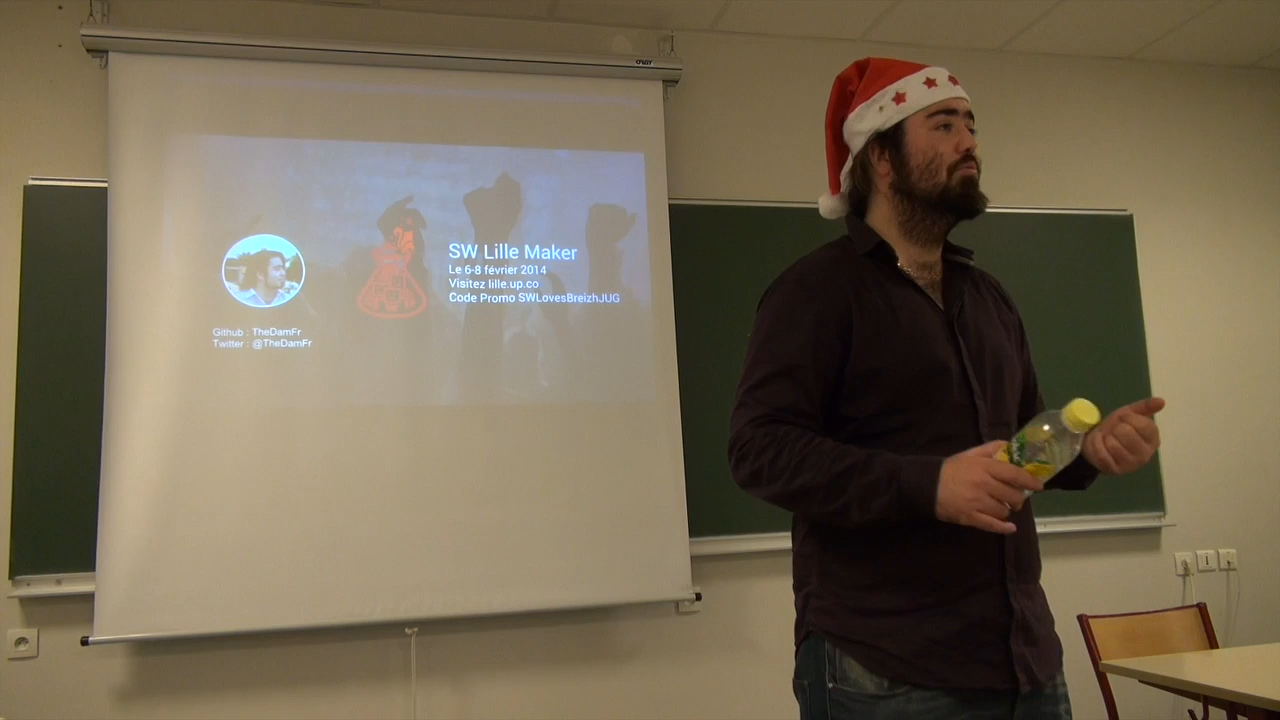 ORAY
SW Lille Maker
Le 6-8 février 2014
Visitez lille.up.co
Code Promo SWLovesBreizhJUG
Github : TheDamFr
Twitter : @TheDamFr